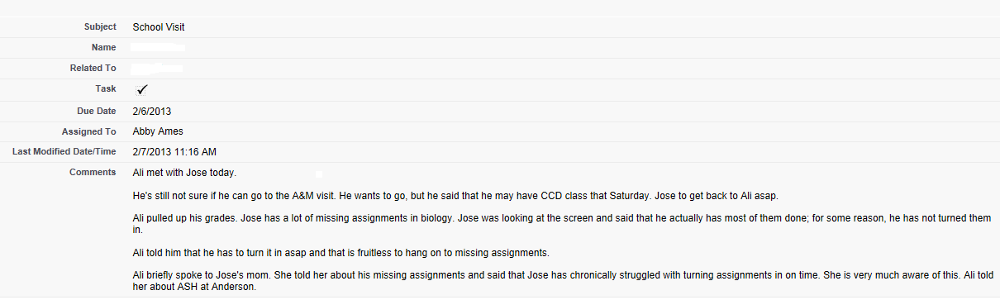 Subject School Visit
Name
Related To
Task
Due Date 2/6/2013
Assigned To Abby Ames
Last Modified Date/Time 2/7/2013 11:16 AM
Comments Ali met with Jose today.
He's still not sure if he can go to the A&M visit. He wants to go, but he said that he may have CCD class that Saturday. Jose to get back to Ali asap.
Ali pulled up his grades. Jose has a lot of missing assignments in biology. Jose was looking at the screen and said that he actually has most of them done; for some reason, he has not turned them
in.
Ali told him that he has to turn it in asap and that is fruitless to hang on to missing assignments.
Ali briefly spoke to Jose's mom. She told her about his missing assignments and said that Jose has chronically struggled with turning assignments in on time. She is very much aware of this. Ali told
her about ASH at Anderson.